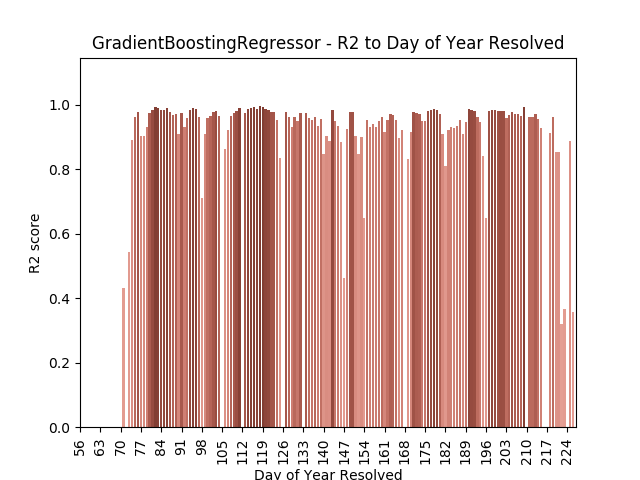 GradientBoostingRegressor - R2 to Day of Year Resolved
1.0
0.8
0.6
0.4
0.2
0.0
R2 score
56 63 70 77 84 91 98 105 112 119 126 133 140 147 154 161 168 175 182 189 196 203 210 217 224
Day of Year Resolved